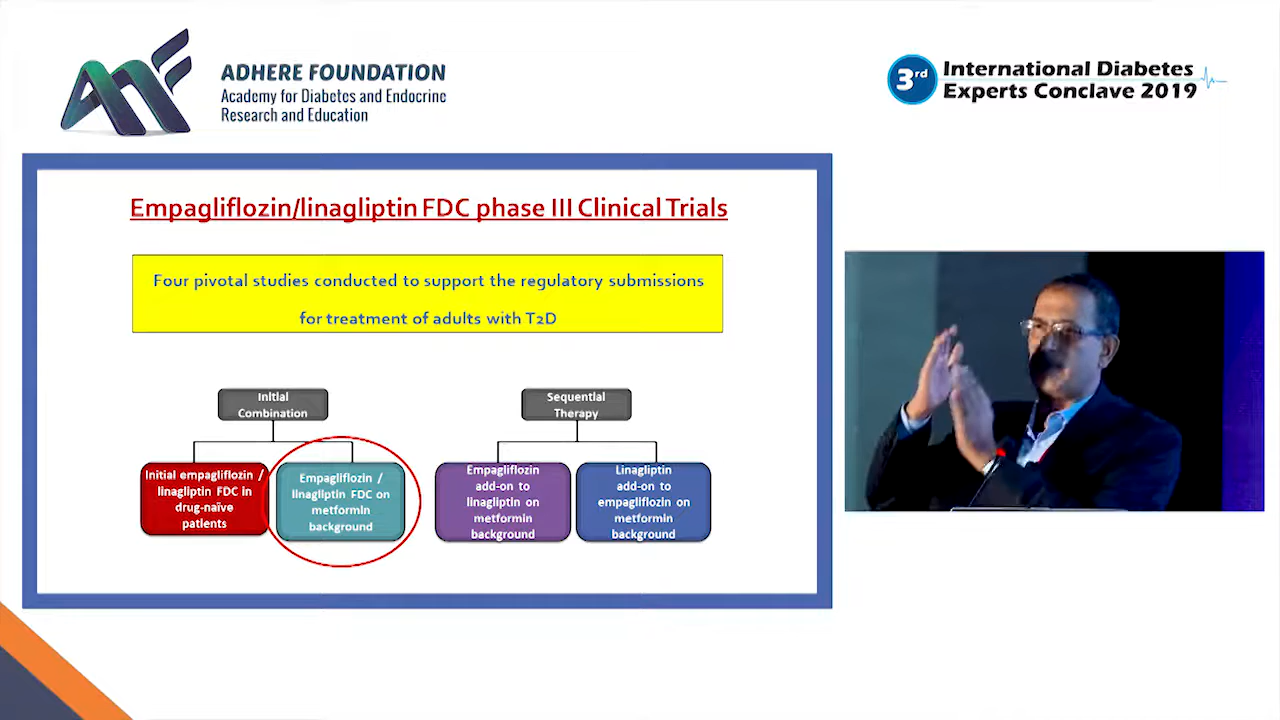 ADHERE FOUNDATION
Academy for Diabetes and Endocrine
Research and Education
3rd
International Diabetes
Experts Conclave 2019
Empagliflozin/linagliptin FDC phase III Clinical Trials
Four pivotal studies conducted to support the regulatory submissions
for treatment of adults with T2D
Initial
Combination
Sequential
Therapy
Initial empagliflozin /
linagliptin FDC in
drug-naïve
patients
Empagliflozin /
linagliptin FDC on
metformin
background
Empagliflozin
add-on to
linagliptin on
metformin
background
Linagliptin
add-on to
empagliflozin on
metformin
background